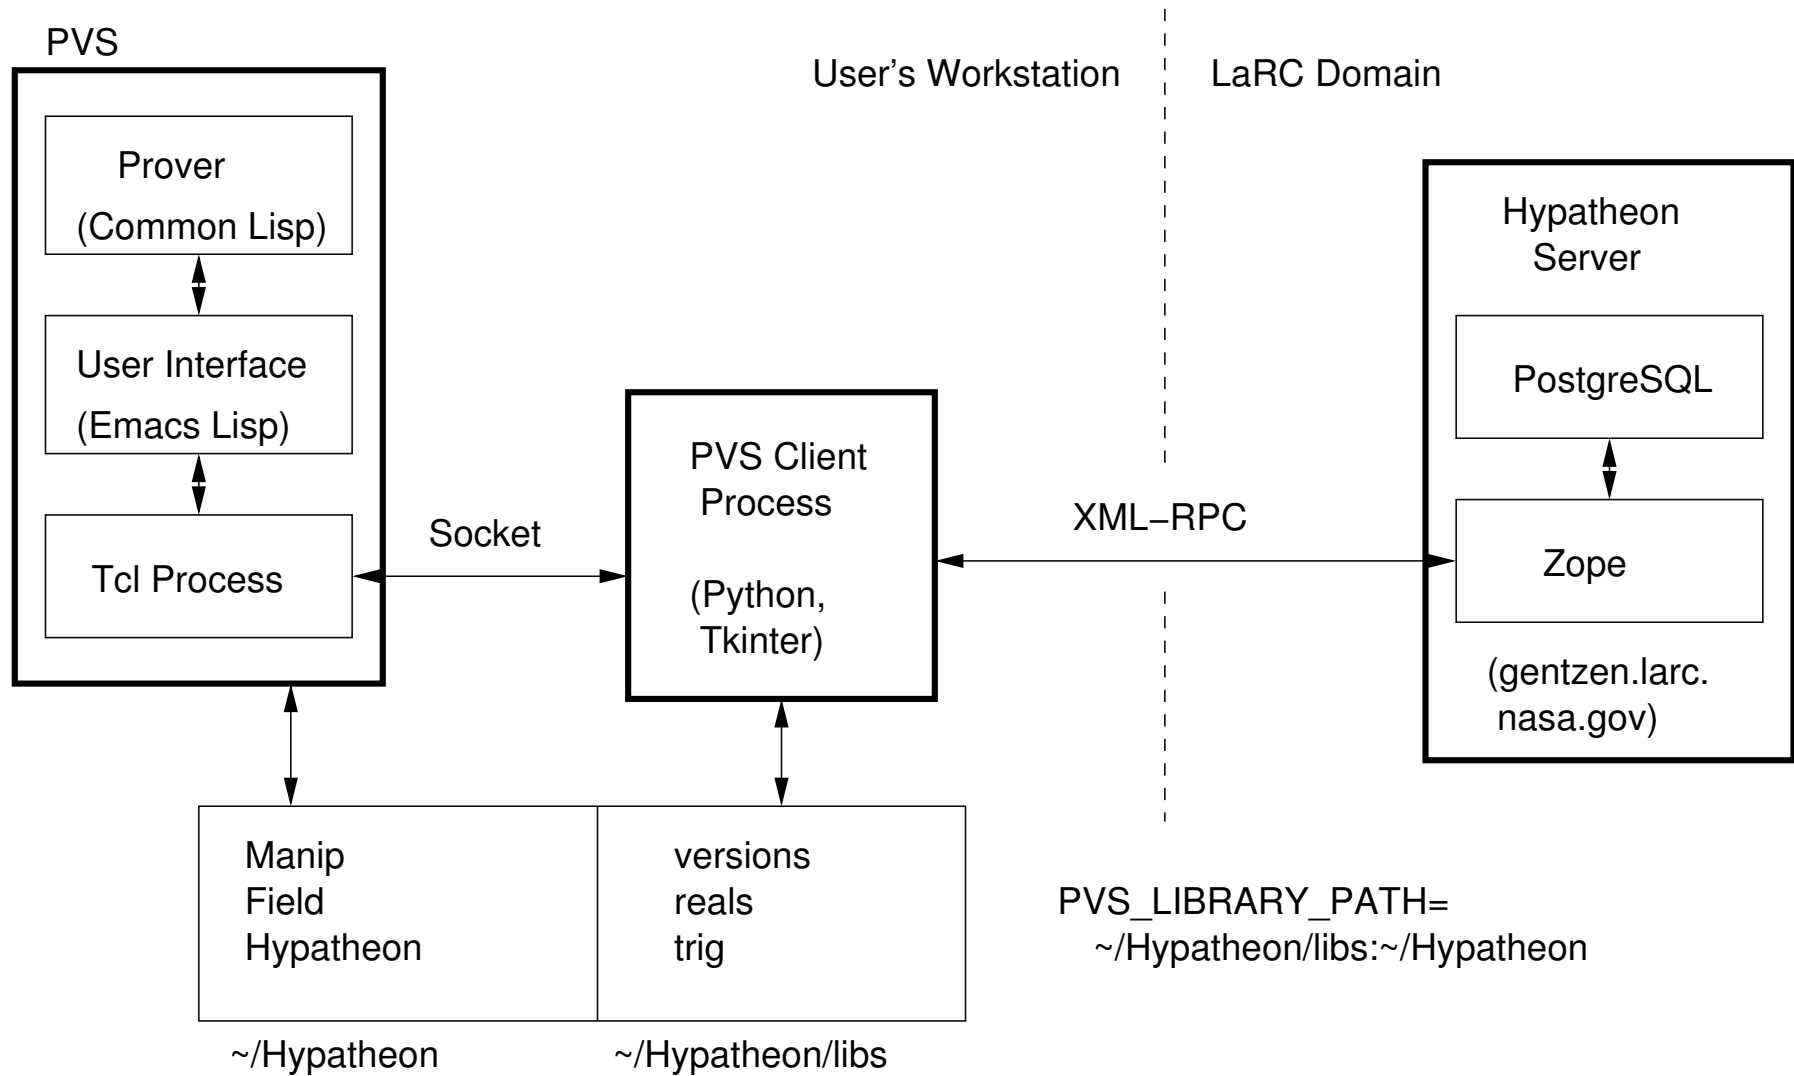 PVS
User's Workstation
LaRC Domain
Prover
(Common Lisp)
User Interface
(Emacs Lisp)
Tcl Process
Socket
PVS Client
Process
(Python,
Tkinter)
XML−RPC
Hypatheon
Server
PostgreSQL
Zope
(gentzen.larc.
nasa.gov)
Manip
Field
Hypatheon
versions
reals
trig
~/Hypatheon
~/Hypatheon/libs
PVS_LIBRARY_PATH=
~/Hypatheon/libs:~/Hypatheon